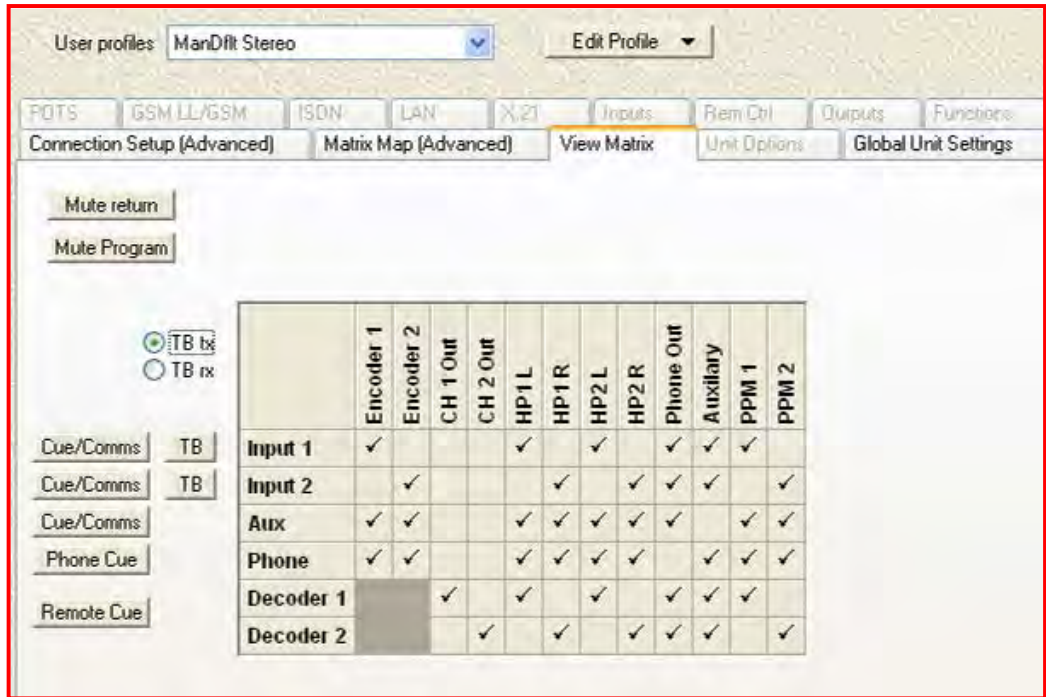 User profiles ManDflt Stereo Edit Profile
POTS GSM LL/GSM ISDN LAN X.21 Inputs Rem Ctrl Outputs Functions
Connection Setup (Advanced) Matrix Map (Advanced) View Matrix Unit Options Global Unit Settings
Mute return
Mute Program
TB tx
TB rx
Encoder 1 Encoder 2 CH 1 Out CH 2 Out HP1 L HP1 R HP2 L HP2 R Phone Out Auxilary PPM 1 PPM 2
Cue/Comms TB Input 1 ✓ ✓ ✓ ✓ ✓ ✓
Cue/Comms TB Input 2 ✓ ✓ ✓ ✓ ✓ ✓
Cue/Comms Aux ✓ ✓ ✓ ✓ ✓ ✓ ✓ ✓ ✓
Phone Cue Phone ✓ ✓ ✓ ✓ ✓ ✓ ✓ ✓ ✓
Remote Cue
Decoder 1 ✓ ✓ ✓ ✓ ✓ ✓
Decoder 2 ✓ ✓ ✓ ✓ ✓ ✓